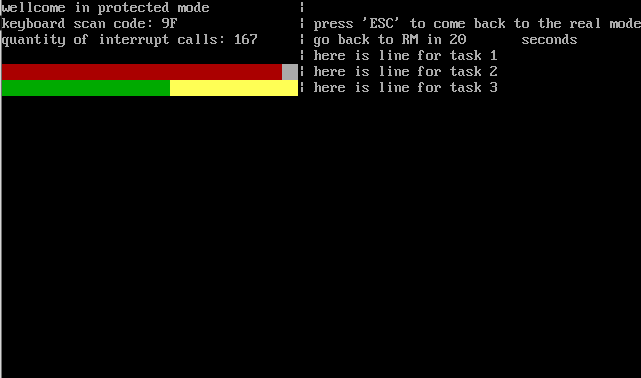 wellcome in protected mode ¦
keyboard scan code: 9F ¦ press 'ESC' to come back to the real mode
quantity of interrupt calls: 167 ¦ go back to RM in 20 seconds
¦ here is line for task 1
¦ here is line for task 2
¦ here is line for task 3